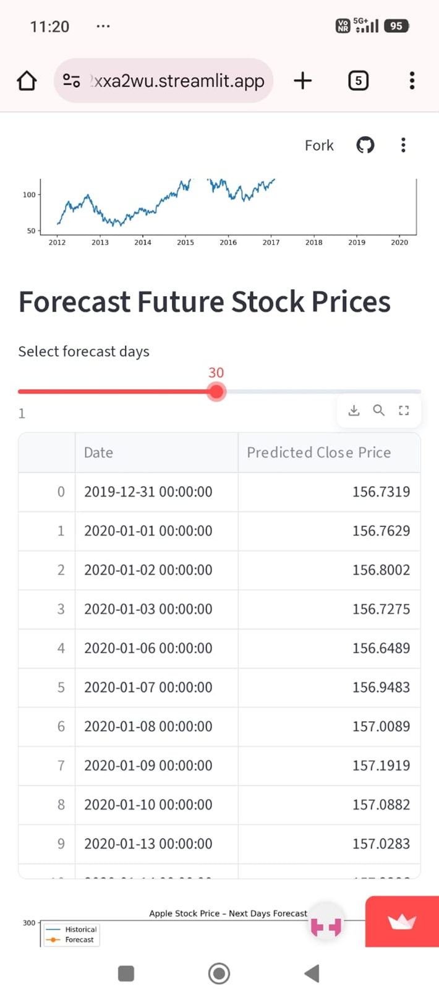 11:20 ... Vo NR 5G+ 95
xxa2wu.streamlit.app 5
Fork
100
50
2012 2013 2014 2015 2016 2017 2018 2019 2020
Forecast Future Stock Prices
Select forecast days
30
1
Date Predicted Close Price
0 2019-12-31 00:00:00 156.7319
1 2020-01-01 00:00:00 156.7629
2 2020-01-02 00:00:00 156.8002
3 2020-01-03 00:00:00 156.7275
4 2020-01-06 00:00:00 156.6489
5 2020-01-07 00:00:00 156.9483
6 2020-01-08 00:00:00 157.0089
7 2020-01-09 00:00:00 157.1919
8 2020-01-10 00:00:00 157.0882
9 2020-01-13 00:00:00 157.0283
Apple Stock Price – Next Days Forecast
300
Historical
Forecast